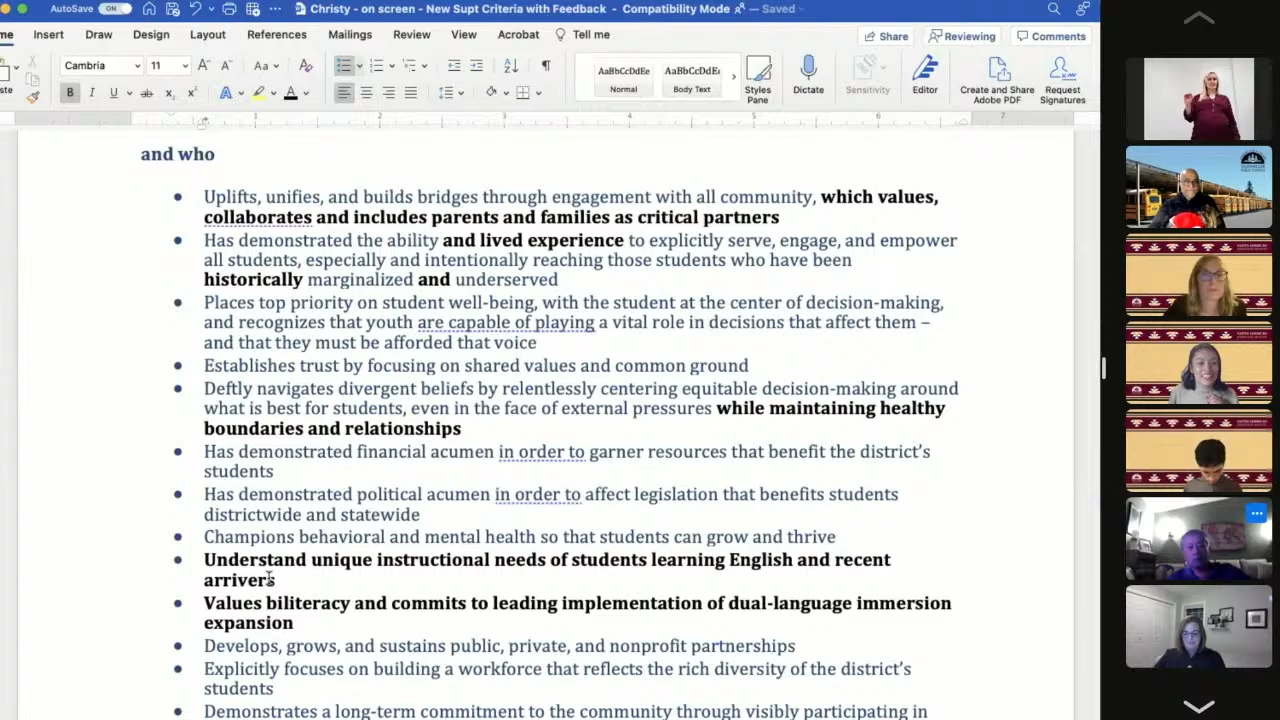 AutoSave ON Christy - on screen - New Supt Criteria with Feedback - Compatibility Mode — Saved
me Insert Draw Design Layout References Mailings Review View Acrobat Tell me Share Reviewing Comments
Cambria 11 Aa AaBbCcDdEe AaBbCcDdEe
ste B I U ab x Normal Body Text Styles Pane Dictate Sensitivity Editor Create and Share Adobe PDF Request Signatures
1 2 3 4 5 6 7
and who
• Uplifts, unifies, and builds bridges through engagement with all community, which values,
collaborates and includes parents and families as critical partners
• Has demonstrated the ability and lived experience to explicitly serve, engage, and empower
all students, especially and intentionally reaching those students who have been
historically marginalized and underserved
• Places top priority on student well-being, with the student at the center of decision-making,
and recognizes that youth are capable of playing a vital role in decisions that affect them –
and that they must be afforded that voice
• Establishes trust by focusing on shared values and common ground
• Deftly navigates divergent beliefs by relentlessly centering equitable decision-making around
what is best for students, even in the face of external pressures while maintaining healthy
boundaries and relationships
• Has demonstrated financial acumen in order to garner resources that benefit the district’s
students
• Has demonstrated political acumen in order to affect legislation that benefits students
districtwide and statewide
• Champions behavioral and mental health so that students can grow and thrive
• Understand unique instructional needs of students learning English and recent
arrivers
• Values biliteracy and commits to leading implementation of dual-language immersion
expansion
• Develops, grows, and sustains public, private, and nonprofit partnerships
• Explicitly focuses on building a workforce that reflects the rich diversity of the district’s
students
Demonstrates a long-term commitment to the community through visibly participating in